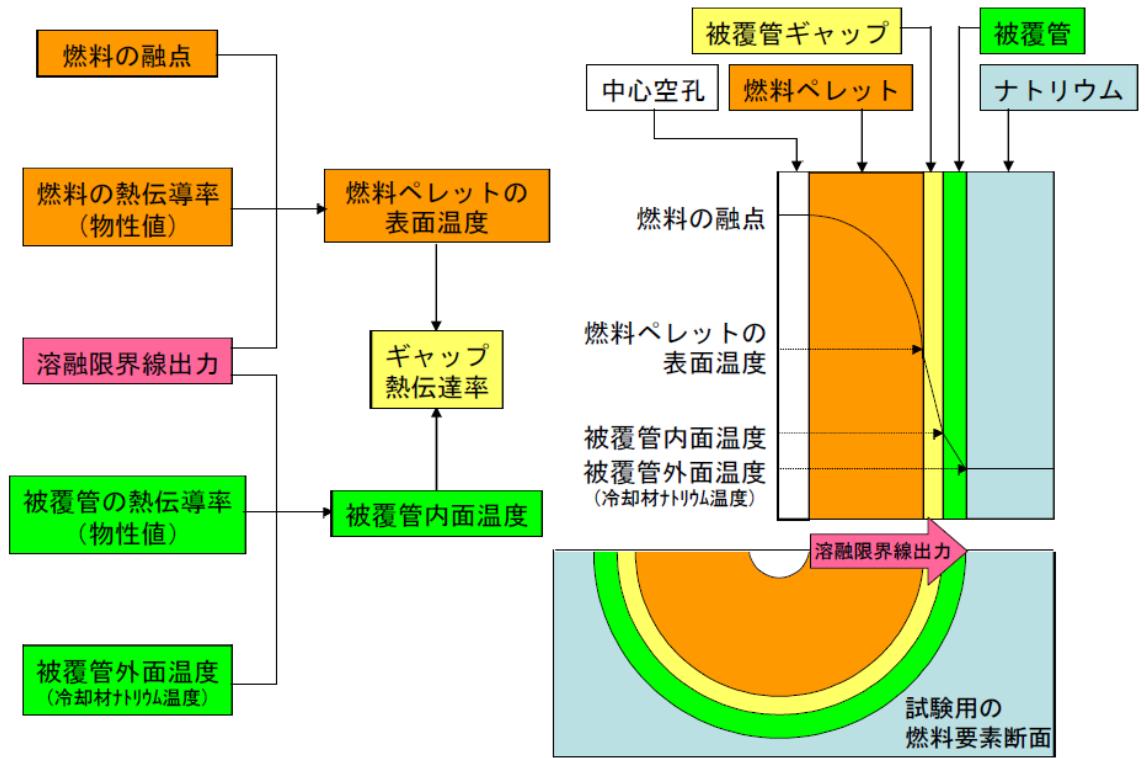 燃料の融点
燃料の熱伝導率
(物性値)
燃料ペレットの
表面温度
溶融限界線出力
ギャップ
熱伝達率
被覆管の熱伝導率
(物性値)
被覆管内面温度
被覆管外面温度
(冷却材ﾅﾄﾘｳﾑ温度)
被覆管ギャップ
被覆管
中心空孔
燃料ペレット
ナトリウム
燃料の融点
燃料ペレットの
表面温度
被覆管内面温度
被覆管外面温度
(冷却材ﾅﾄﾘｳﾑ温度)
溶融限界線出力
試験用の
燃料要素断面